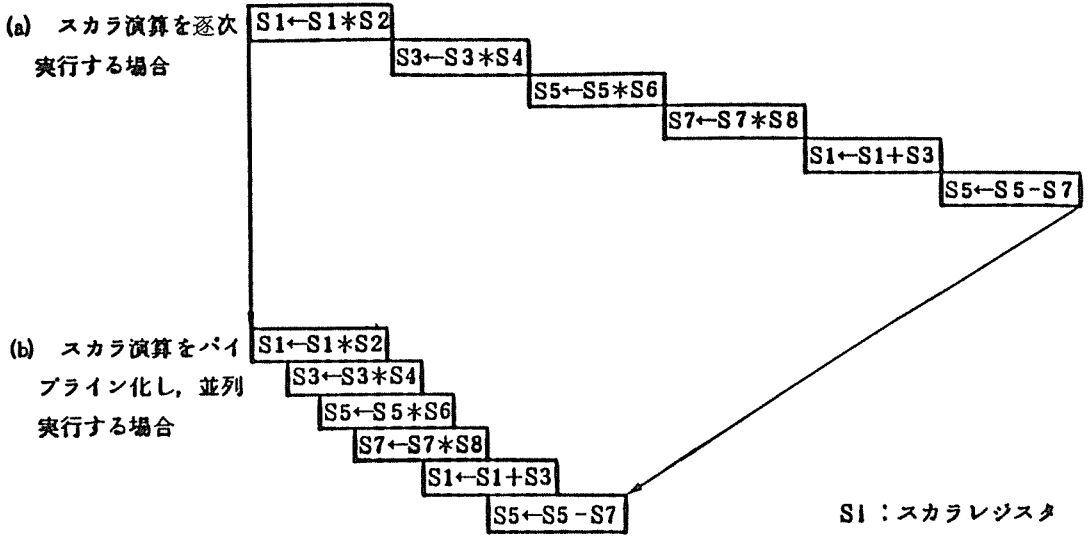 (a) スカラ演算を逐次
実行する場合
S1←S1*S2
S3←S3*S4
S5←S5*S6
S7←S7*S8
S1←S1+S3
S5←S5-S7
(b) スカラ演算をパイ
プライン化し，並列
実行する場合
S1←S1*S2
S3←S3*S4
S5←S5*S6
S7←S7*S8
S1←S1+S3
S5←S5-S7
Si：スカラレジスタ